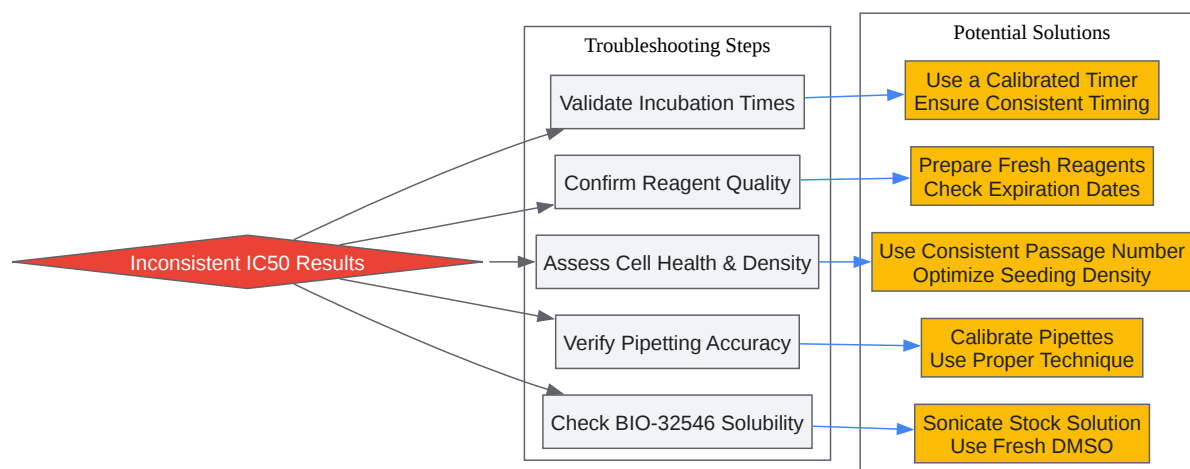 Inconsistent IC50 Results
Troubleshooting Steps
Validate Incubation Times
Confirm Reagent Quality
Assess Cell Health & Density
Verify Pipetting Accuracy
Check BIO-32546 Solubility
Potential Solutions
Use a Calibrated Timer
Ensure Consistent Timing
Prepare Fresh Reagents
Check Expiration Dates
Use Consistent Passage Number
Optimize Seeding Density
Calibrate Pipettes
Use Proper Technique
Sonicate Stock Solution
Use Fresh DMSO